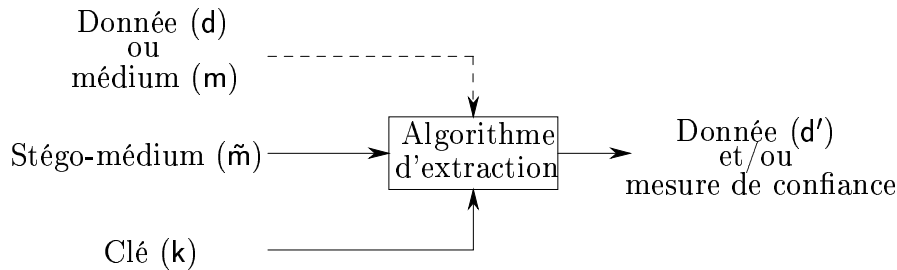 Donnée (d)
ou
médium (m)
Stégo-médium (m̃)
Algorithme
d'extraction
Donnée (d′)
et/ou
mesure de confiance
Clé (k)